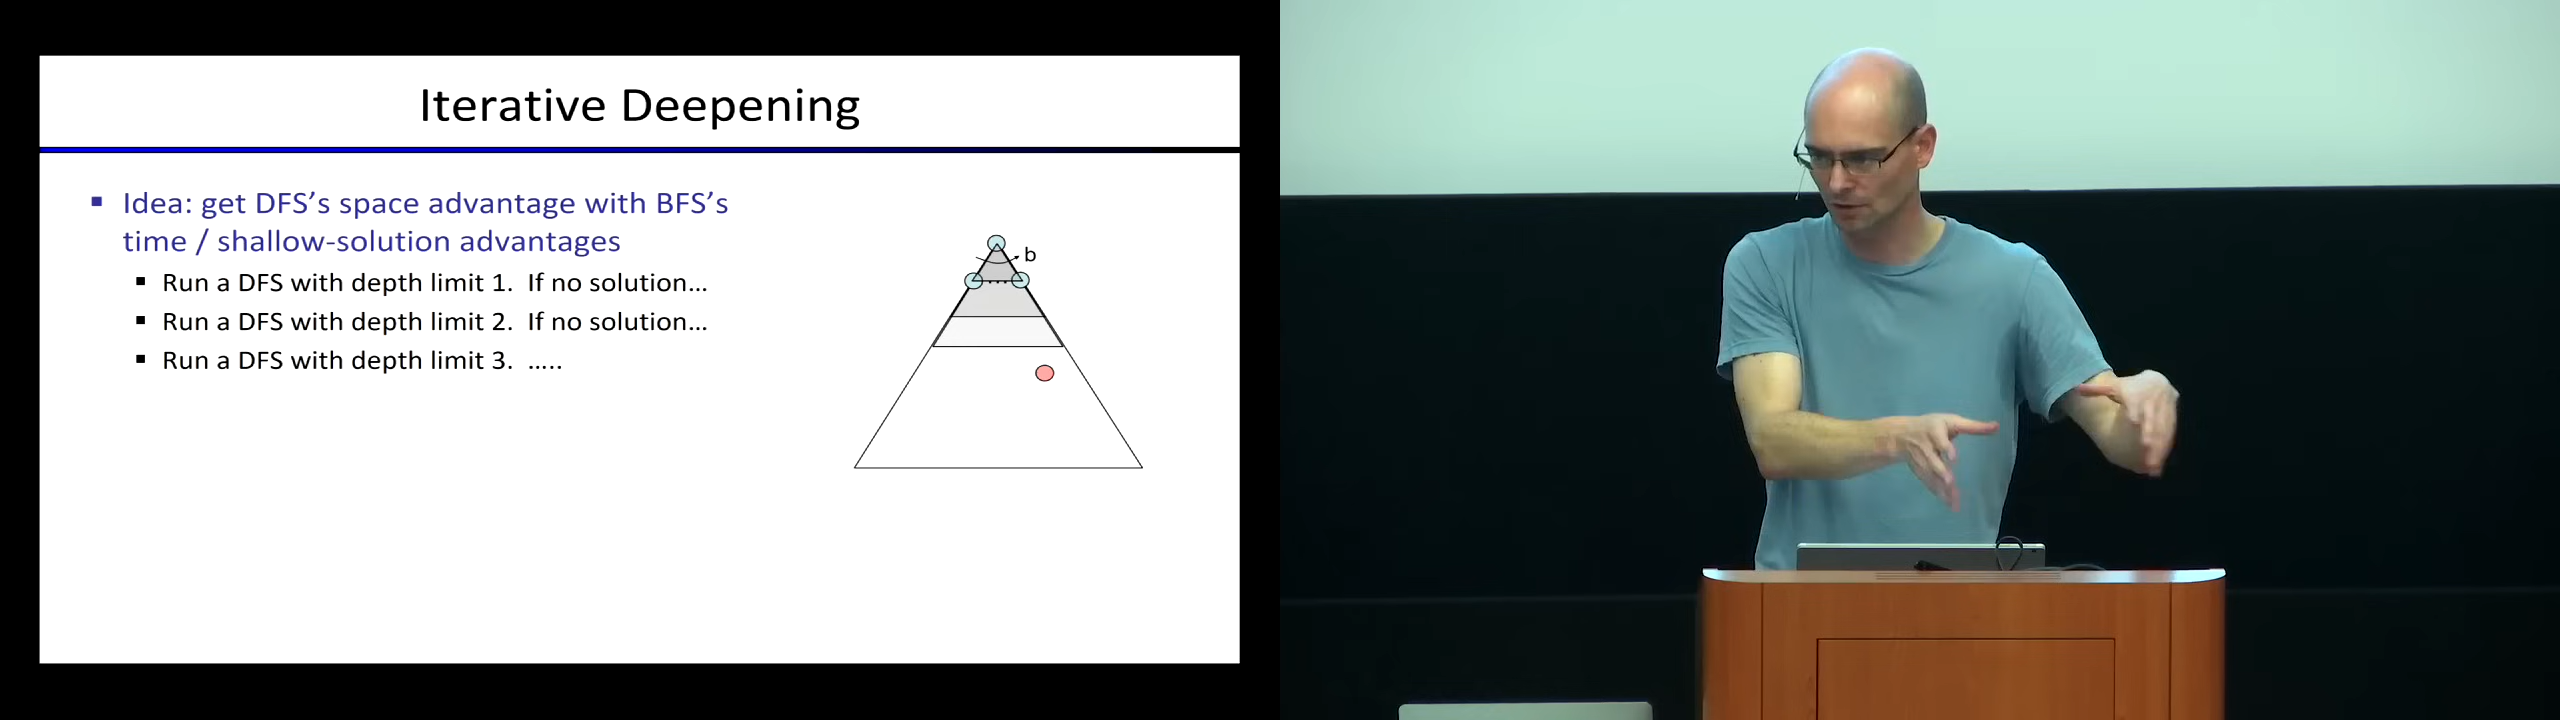 Iterative Deepening
▪ Idea: get DFS’s space advantage with BFS’s
time / shallow-solution advantages
▪ Run a DFS with depth limit 1. If no solution…
▪ Run a DFS with depth limit 2. If no solution…
▪ Run a DFS with depth limit 3. …..
b
…